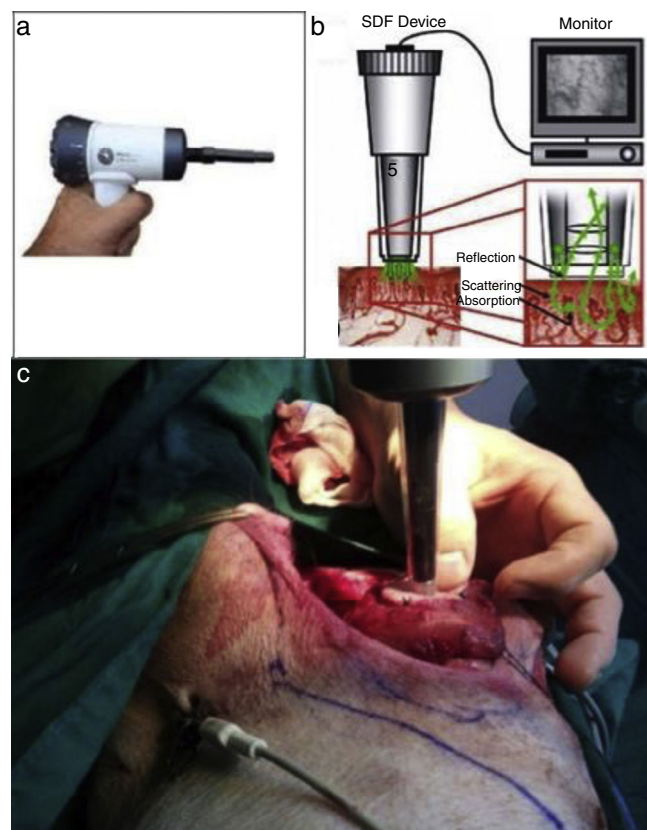 a
b
SDF Device
Monitor
5
Reflection
Scattering
Absorption
c